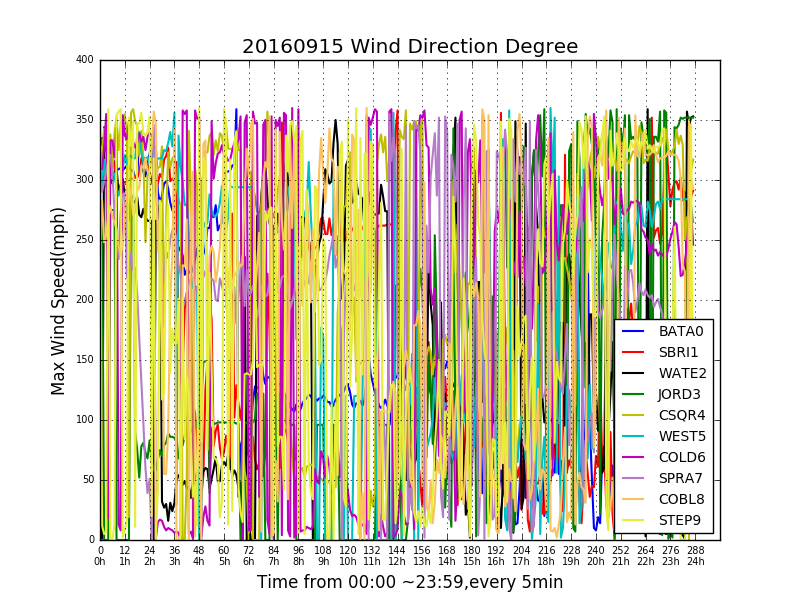 20160915 Wind Direction Degree
Max Wind Speed(mph)
400
350
300
250
200
150
100
50
0
BATA0
SBRI1
WATE2
JORD3
CSQR4
WEST5
COLD6
SPRA7
COBL8
STEP9
0 12 24 36 48 60 72 84 96 108 120 132 144 156 168 180 192 204 216 228 240 252 264 276 288
0h 1h 2h 3h 4h 5h 6h 7h 8h 9h 10h 11h 12h 13h 14h 15h 16h 17h 18h 19h 20h 21h 22h 23h 24h
Time from 00:00 ~23:59,every 5min